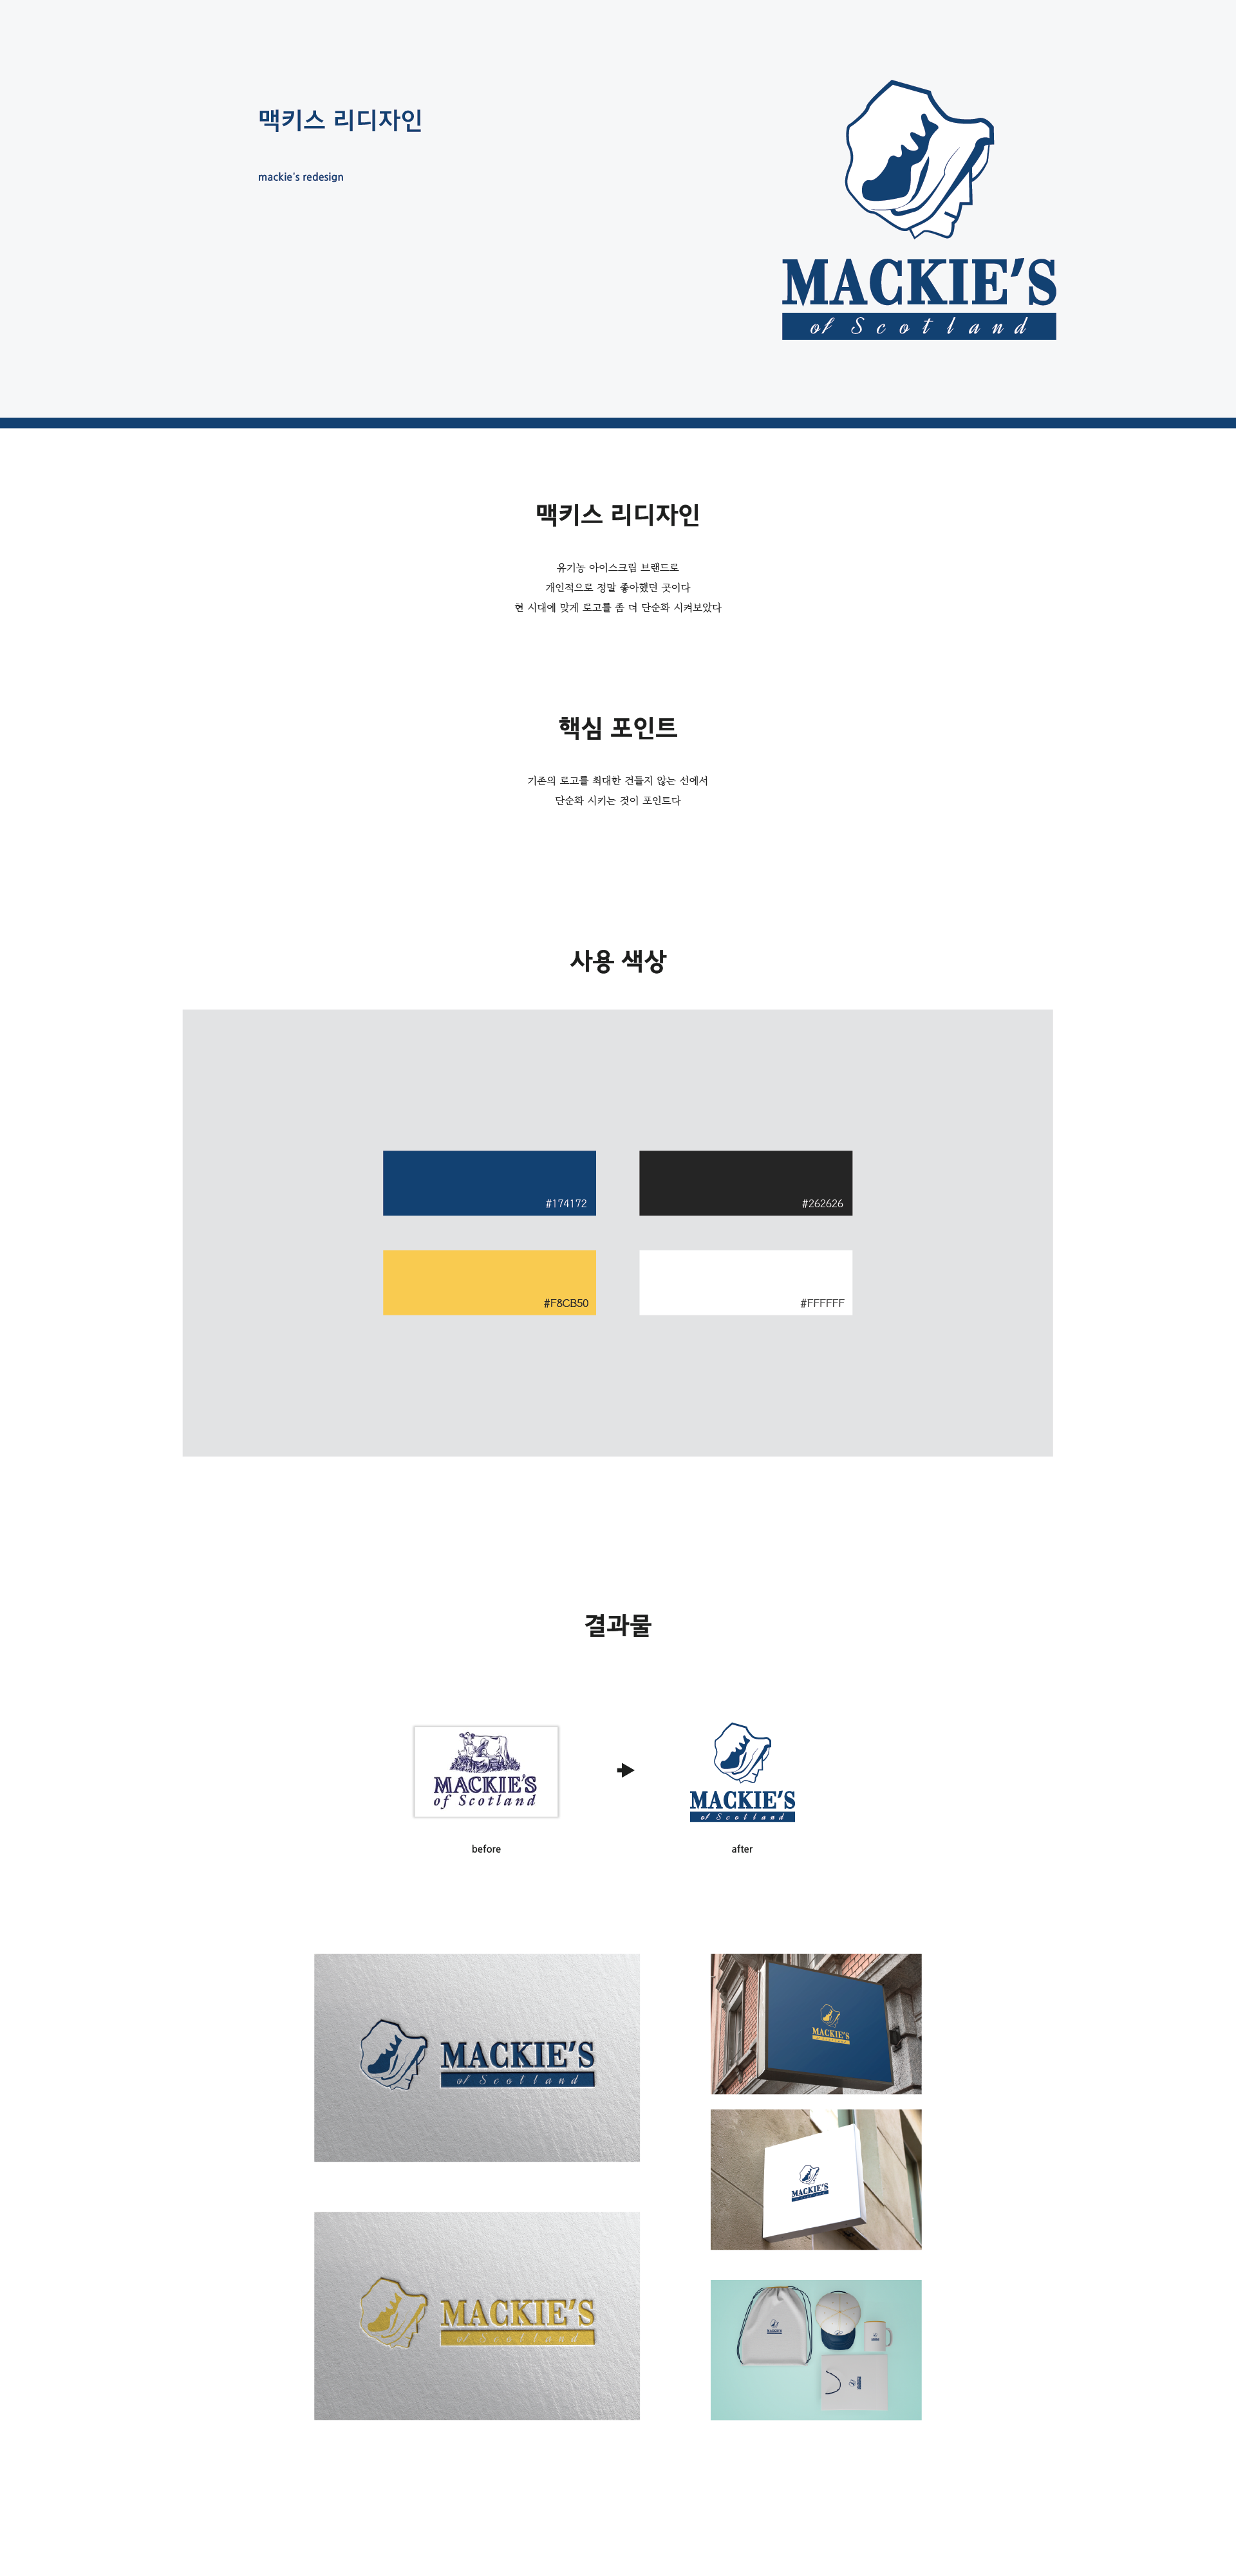 맥키스 리디자인
mackie's redesign
MACKIE'S
of Scotland
맥키스 리디자인
유기농 아이스크림 브랜드로
개인적으로 정말 좋아했던 곳이다
현 시대에 맞게 로고를 좀 더 단순화 시켜보았다
핵심 포인트
기존의 로고를 최대한 건들지 않는 선에서
단순화 시키는 것이 포인트다
사용 색상
#174172
#262626
#F8CB50
#FFFFFF
결과물
MACKIE'S
of Scotland
MACKIE'S
of Scotland
before
after
MACKIE'S
of Scotland
MACKIE'S
of Scotland
MACKIE'S
MACKIE'S
of Scotland